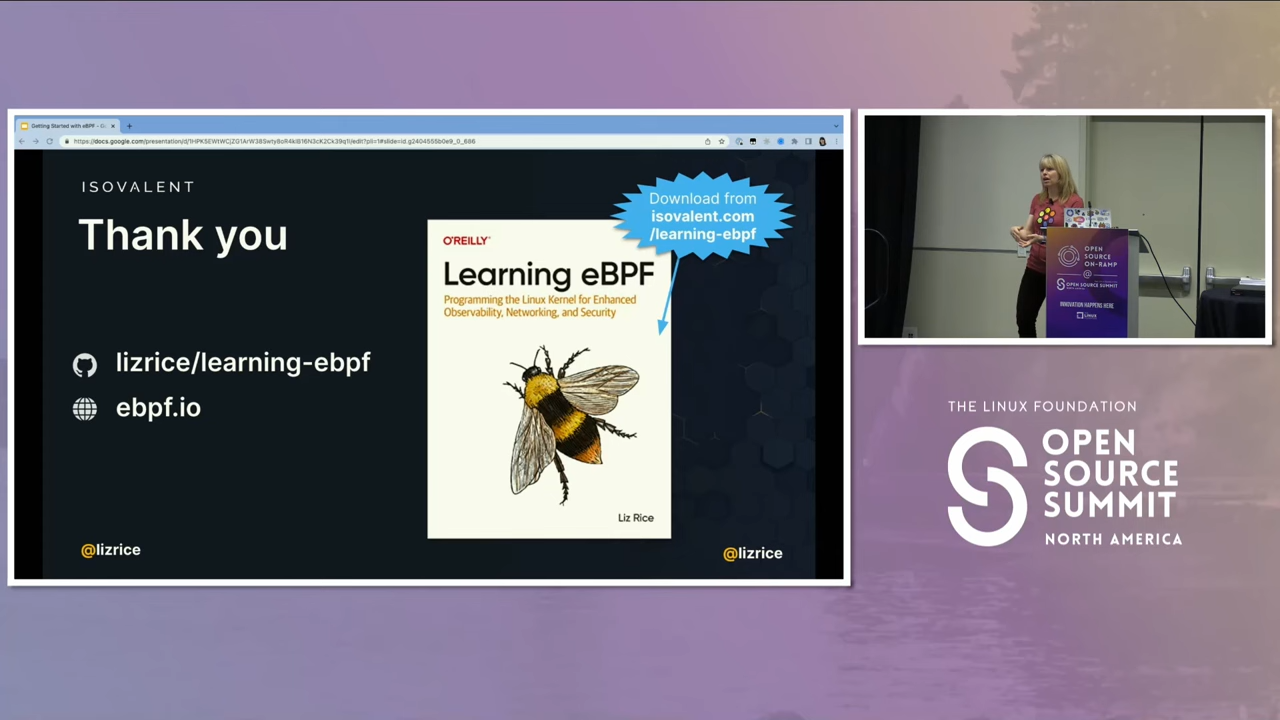 Getting Started with eBPF - G
ISOVALENT
Thank you
lizrice/learning-ebpf
ebpf.io
@lizrice
Download from
isovalent.com
/learning-ebpf
O'REILLY®
Learning eBPF
Programming the Linux Kernel for Enhanced
Observability, Networking, and Security
Liz Rice
@lizrice
OPEN
SOURCE
ON-RAMP
@
OPEN SOURCE SUMMIT
INNOVATION HAPPENS HERE
LINUX
THE LINUX FOUNDATION
OPEN
SOURCE
SUMMIT
NORTH AMERICA